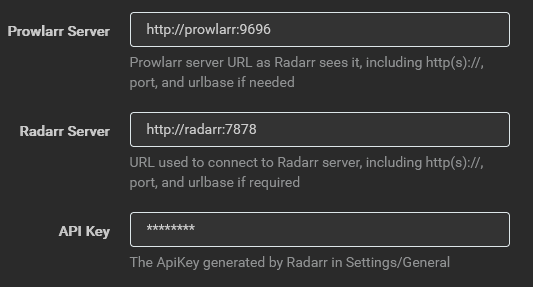 Prowlarr Server
http://prowlarr:9696
Prowlarr server URL as Radarr sees it, including http(s)://,
port, and urlbase if needed
Radarr Server
http://radarr:7878
URL used to connect to Radarr server, including http(s)://,
port, and urlbase if required
API Key
********
The ApiKey generated by Radarr in Settings/General